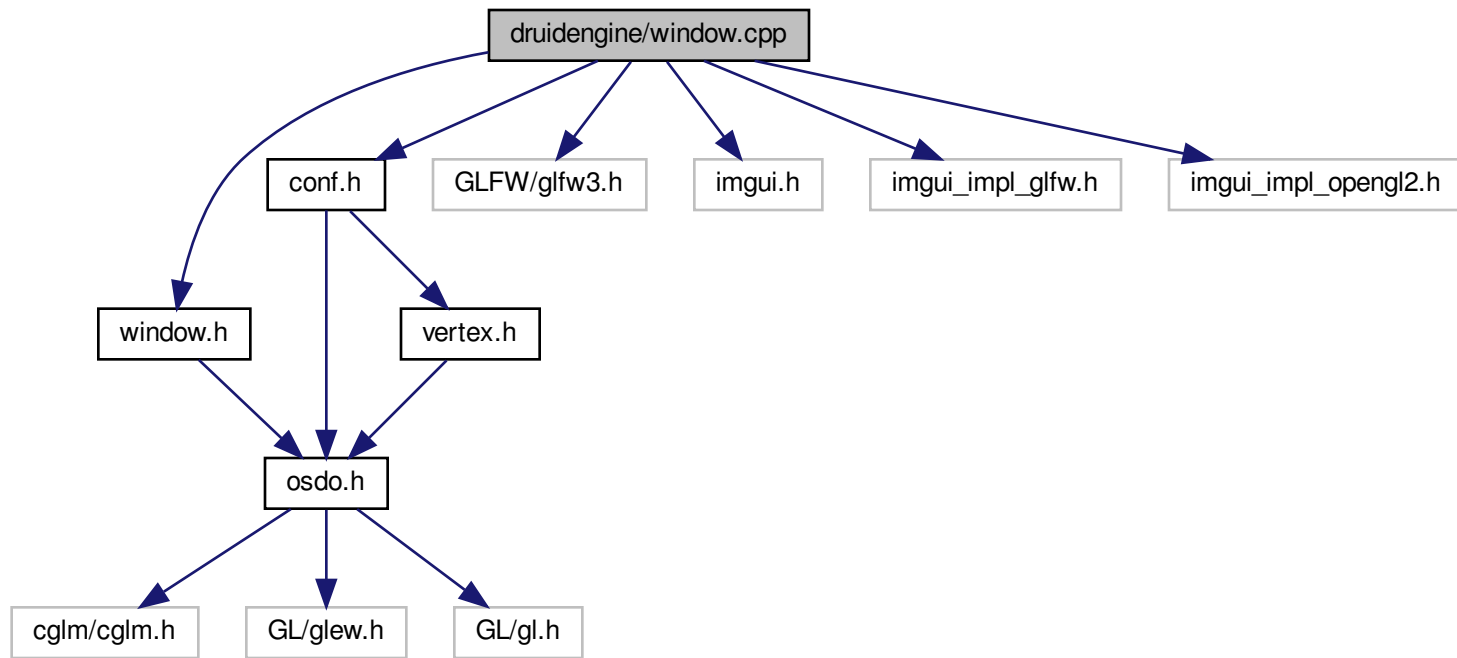 druidengine/window.cpp
conf.h
GLFW/glfw3.h
imgui.h
imgui_impl_glfw.h
imgui_impl_opengl2.h
window.h
vertex.h
osdo.h
cglm/cglm.h
GL/glew.h
GL/gl.h